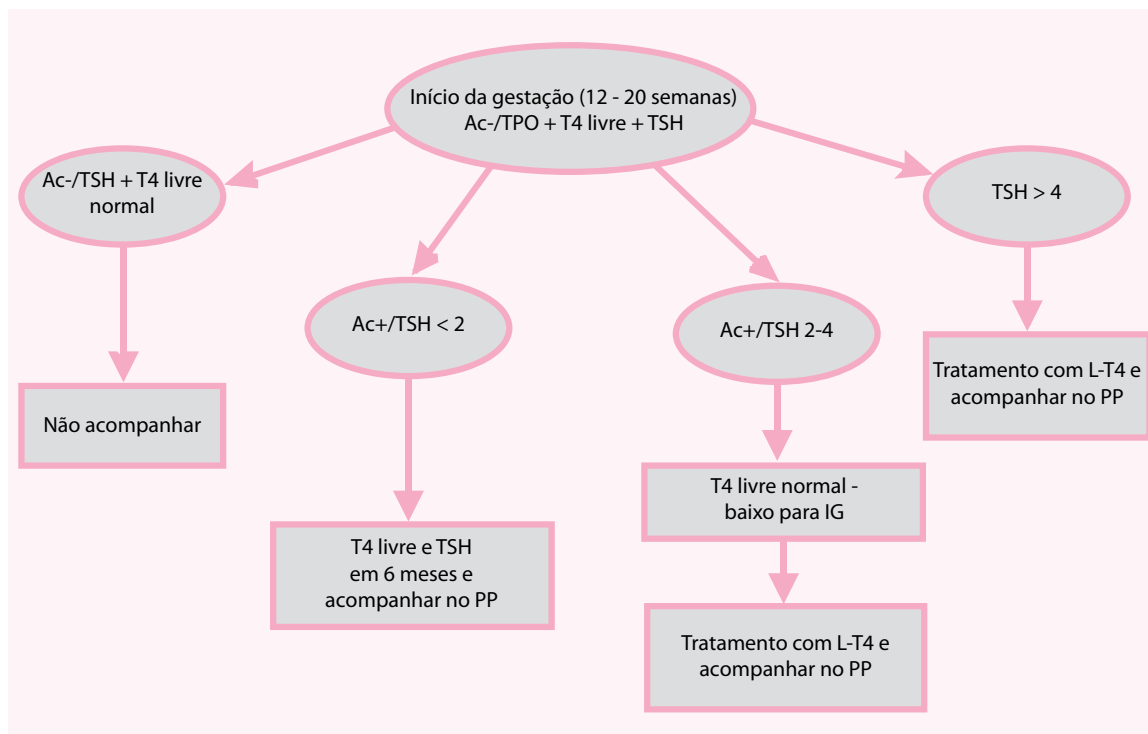 Início da gestação (12 - 20 semanas)
Ac-/TPO + T4 livre + TSH
Ac-/TSH + T4 livre
normal)
TSH > 4
Ac+/TSH < 2
Ac+/TSH 2-4
Não acompanhar
Tratamento com L-T4 e
acompanhar no PP
T4 livre normal -
baixo para IG
T4 livre e TSH
em 6 meses e
acompanhar no PP
Tratamento com L-T4 e
acompanhar no PP